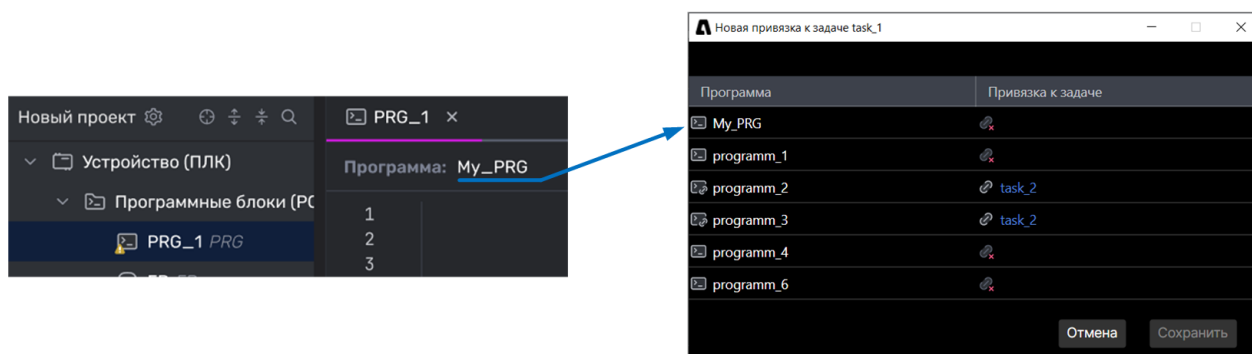 Новый проект
Устройство (ПЛК)
Программные блоки (PC
PRG_1 PRG
PRG_1 ×
Программа: My_PRG
1
2
3
Новая привязка к задаче task_1
Программа Привязка к задаче
My_PRG
programm_1
programm_2 task_2
programm_3 task_2
programm_4
programm_6
Отмена Сохранить